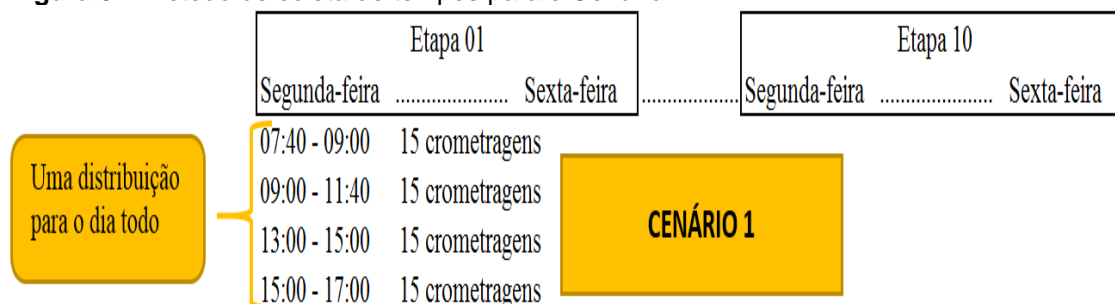 Etapa 01
Etapa 10
Segunda-feira ...................... Sexta-feira ................... Segunda-feira ...................... Sexta-feira
Uma distribuição
para o dia todo
07:40 - 09:00 15 crometragens
09:00 - 11:40 15 crometragens
13:00 - 15:00 15 crometragens
15:00 - 17:00 15 crometragens
CENÁRIO 1